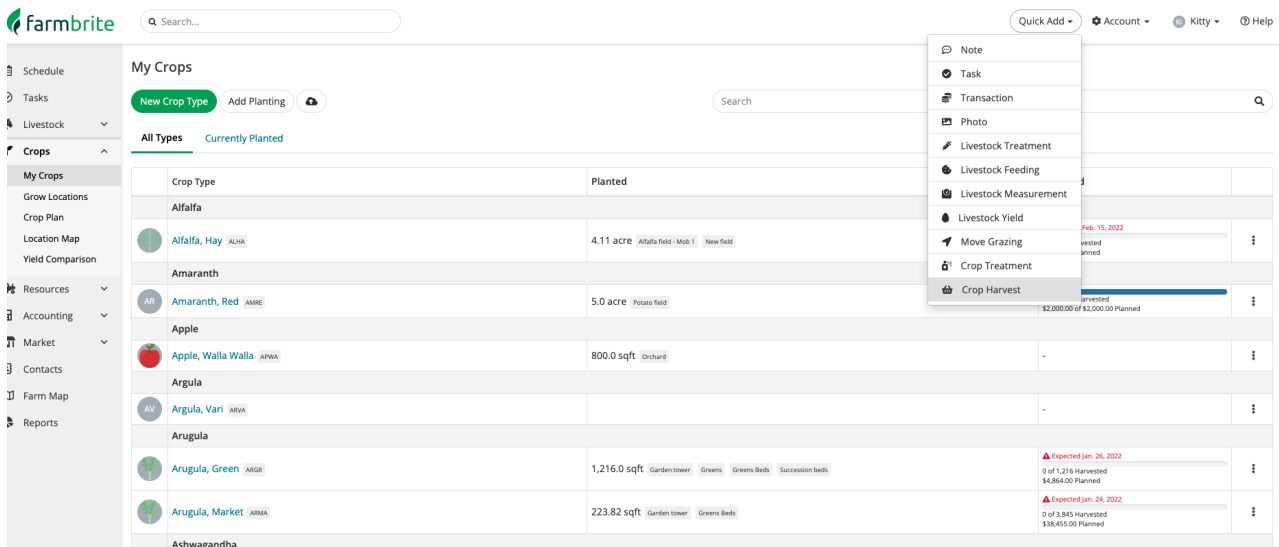 farmbrite
Search...
Quick Add
Account
KI
Kitty
Help
Note
Task
Transaction
Photo
Livestock Treatment
Livestock Feeding
Livestock Measurement
Livestock Yield
Move Grazing
Crop Treatment
Crop Harvest
Schedule
Tasks
Livestock
Crops
My Crops
Grow Locations
Crop Plan
Location Map
Yield Comparison
Resources
Accounting
Market
Contacts
Farm Map
Reports
My Crops
New Crop Type
Add Planting
Search
All Types
Currently Planted
Crop Type
Planted
Alfalfa
Alfalfa, Hay ALHA
4.11 acre Alfalfa field - Mob 1 New field
Feb. 15, 2022
Amaranth
AR Amaranth, Red AMRE
5.0 acre Potato field
$2,000.00 of $2,000.00 Planned
Apple
Apple, Walla Walla APWA
800.0 sqft Orchard
-
Argula
AV Argula, Vari ARVA
-
Arugula
Arugula, Green ARGR
1,216.0 sqft Garden tower Greens Greens Beds Succession beds
Expected Jan. 26, 2022
0 of 1,216 Harvested
$4,864.00 Planned
Arugula, Market ARMA
223.82 sqft Garden tower Greens Beds
Expected Jan. 24, 2022
0 of 3,845 Harvested
$38,455.00 Planned
Ashwagandha